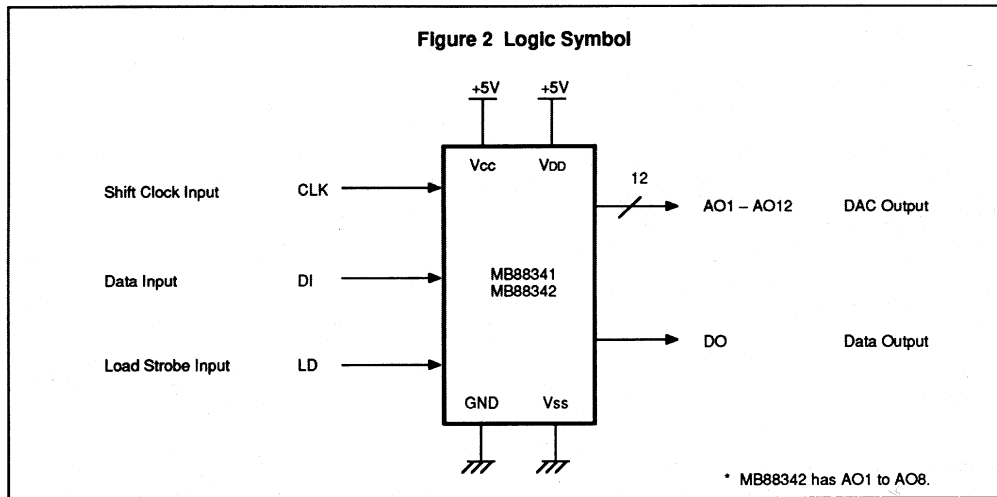 Figure 2 Logic Symbol
+5V +5V
Vcc VDD
12
Shift Clock Input CLK AO1 – AO12 DAC Output
MB88341
MB88342
Data Input DI
Load Strobe Input LD DO Data Output
GND Vss
* MB88342 has AO1 to AO8.